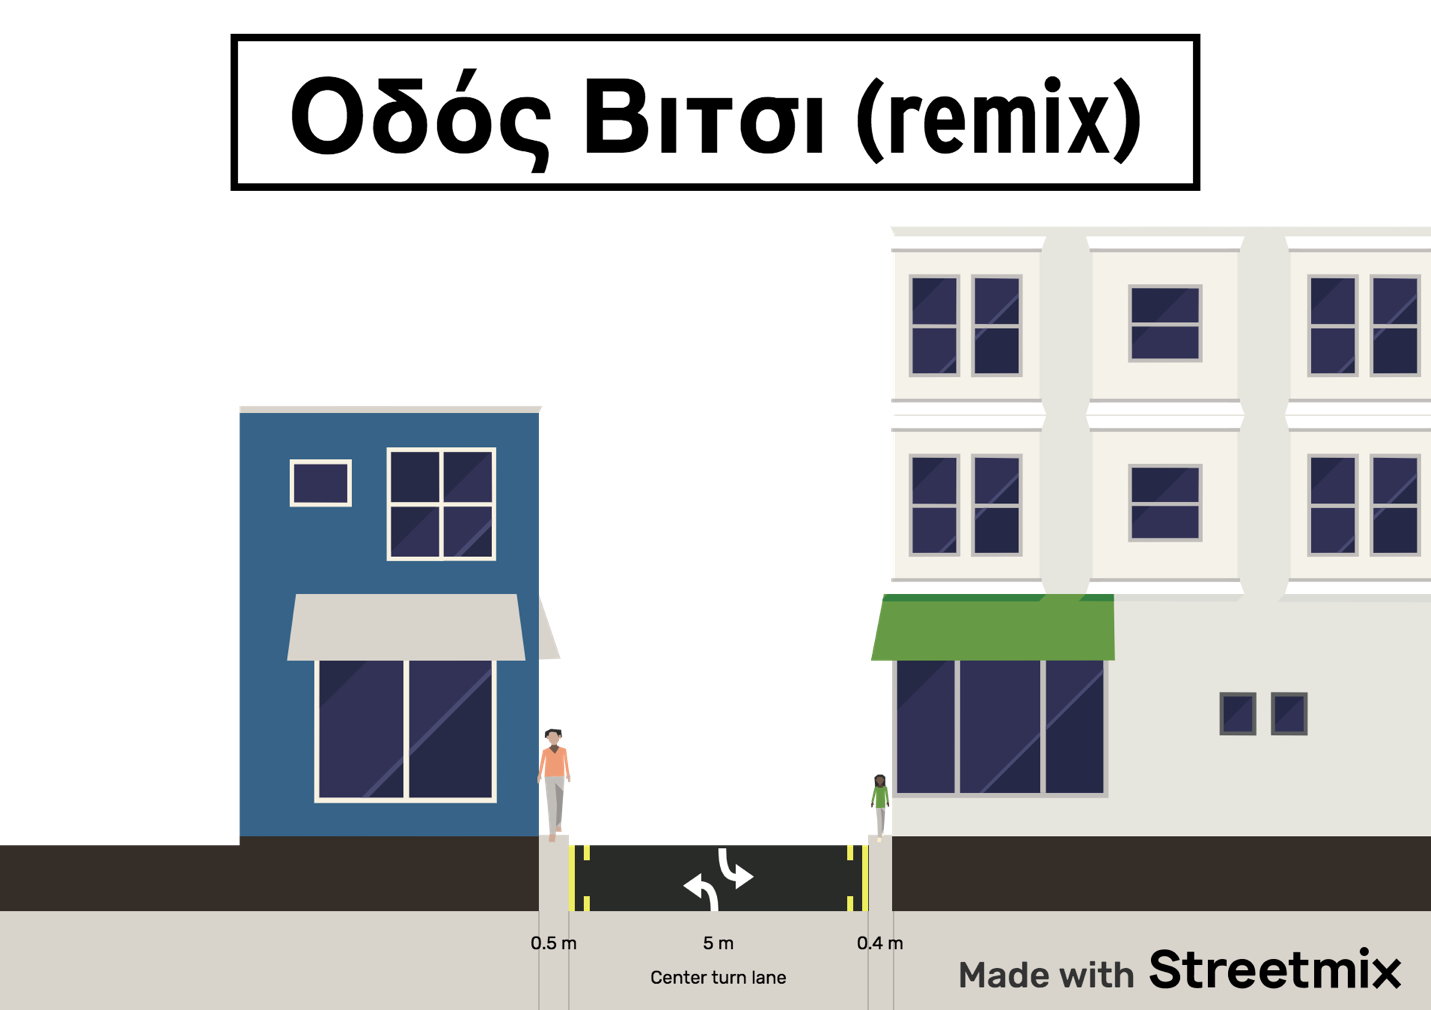 Οδός Βιτσι (remix)
0.5 m
5 m
0.4 m
Center turn lane
Made with Streetmix